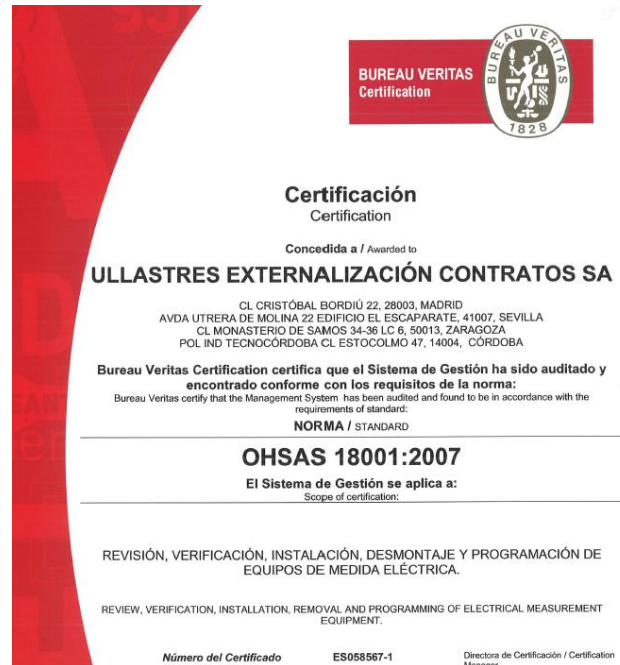 BUREAU VERITAS
Certification
BUREAU VERITAS
1828
Certificación
Certification
Concedida a / Awarded to
ULLASTRES EXTERNALIZACIÓN CONTRATOS SA
CL CRISTÓBAL BORDIÚ 22, 28003, MADRID
AVDA UTRERA DE MOLINA 22 EDIFICIO EL ESCAPARATE, 41007, SEVILLA
CL MONASTERIO DE SAMOS 34-36 LC 6, 50013, ZARAGOZA
POL IND TECNOCÓRDOBA CL ESTOCOLMO 47, 14004, CÓRDOBA
Bureau Veritas Certification certifica que el Sistema de Gestión ha sido auditado y
encontrado conforme con los requisitos de la norma:
Bureau Veritas certify that the Management System has been audited and found to be in accordance with the
requirements of standard:
NORMA / STANDARD
OHSAS 18001:2007
El Sistema de Gestión se aplica a:
Scope of certification:
REVISIÓN, VERIFICACIÓN, INSTALACIÓN, DESMONTAJE Y PROGRAMACIÓN DE
EQUIPOS DE MEDIDA ELÉCTRICA.
REVIEW, VERIFICATION, INSTALLATION, REMOVAL AND PROGRAMMING OF ELECTRICAL MEASUREMENT
EQUIPMENT.
Número del Certificado ES058567-1 Directora de Certificación / Certification
Manager